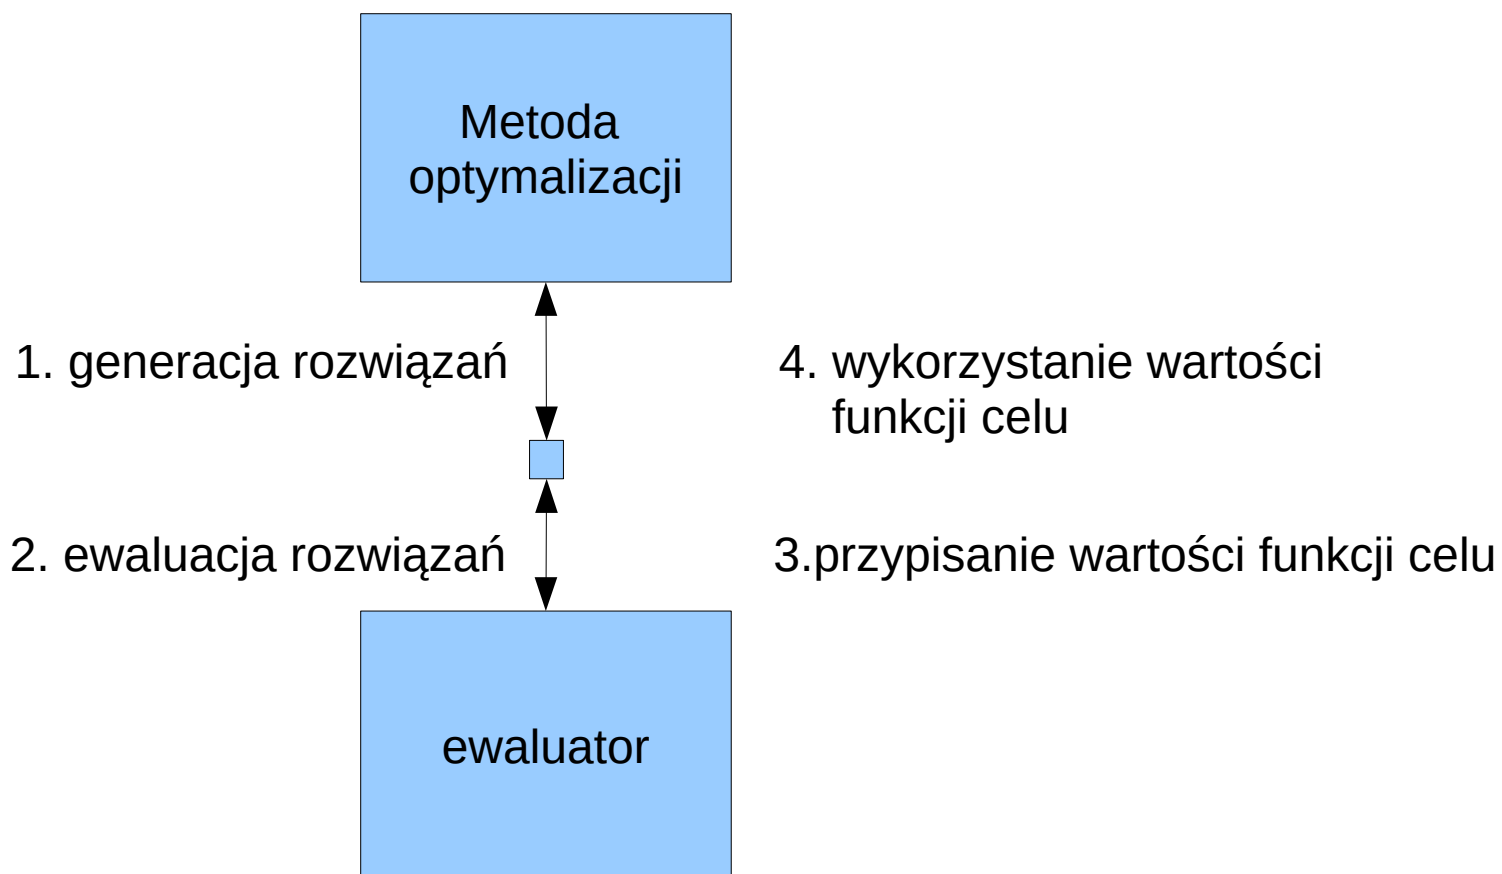 Metoda
optymalizacji
1. generacja rozwiązań
4. wykorzystanie wartości
funkcji celu
2. ewaluacja rozwiązań
3.przypisanie wartości funkcji celu
ewaluator